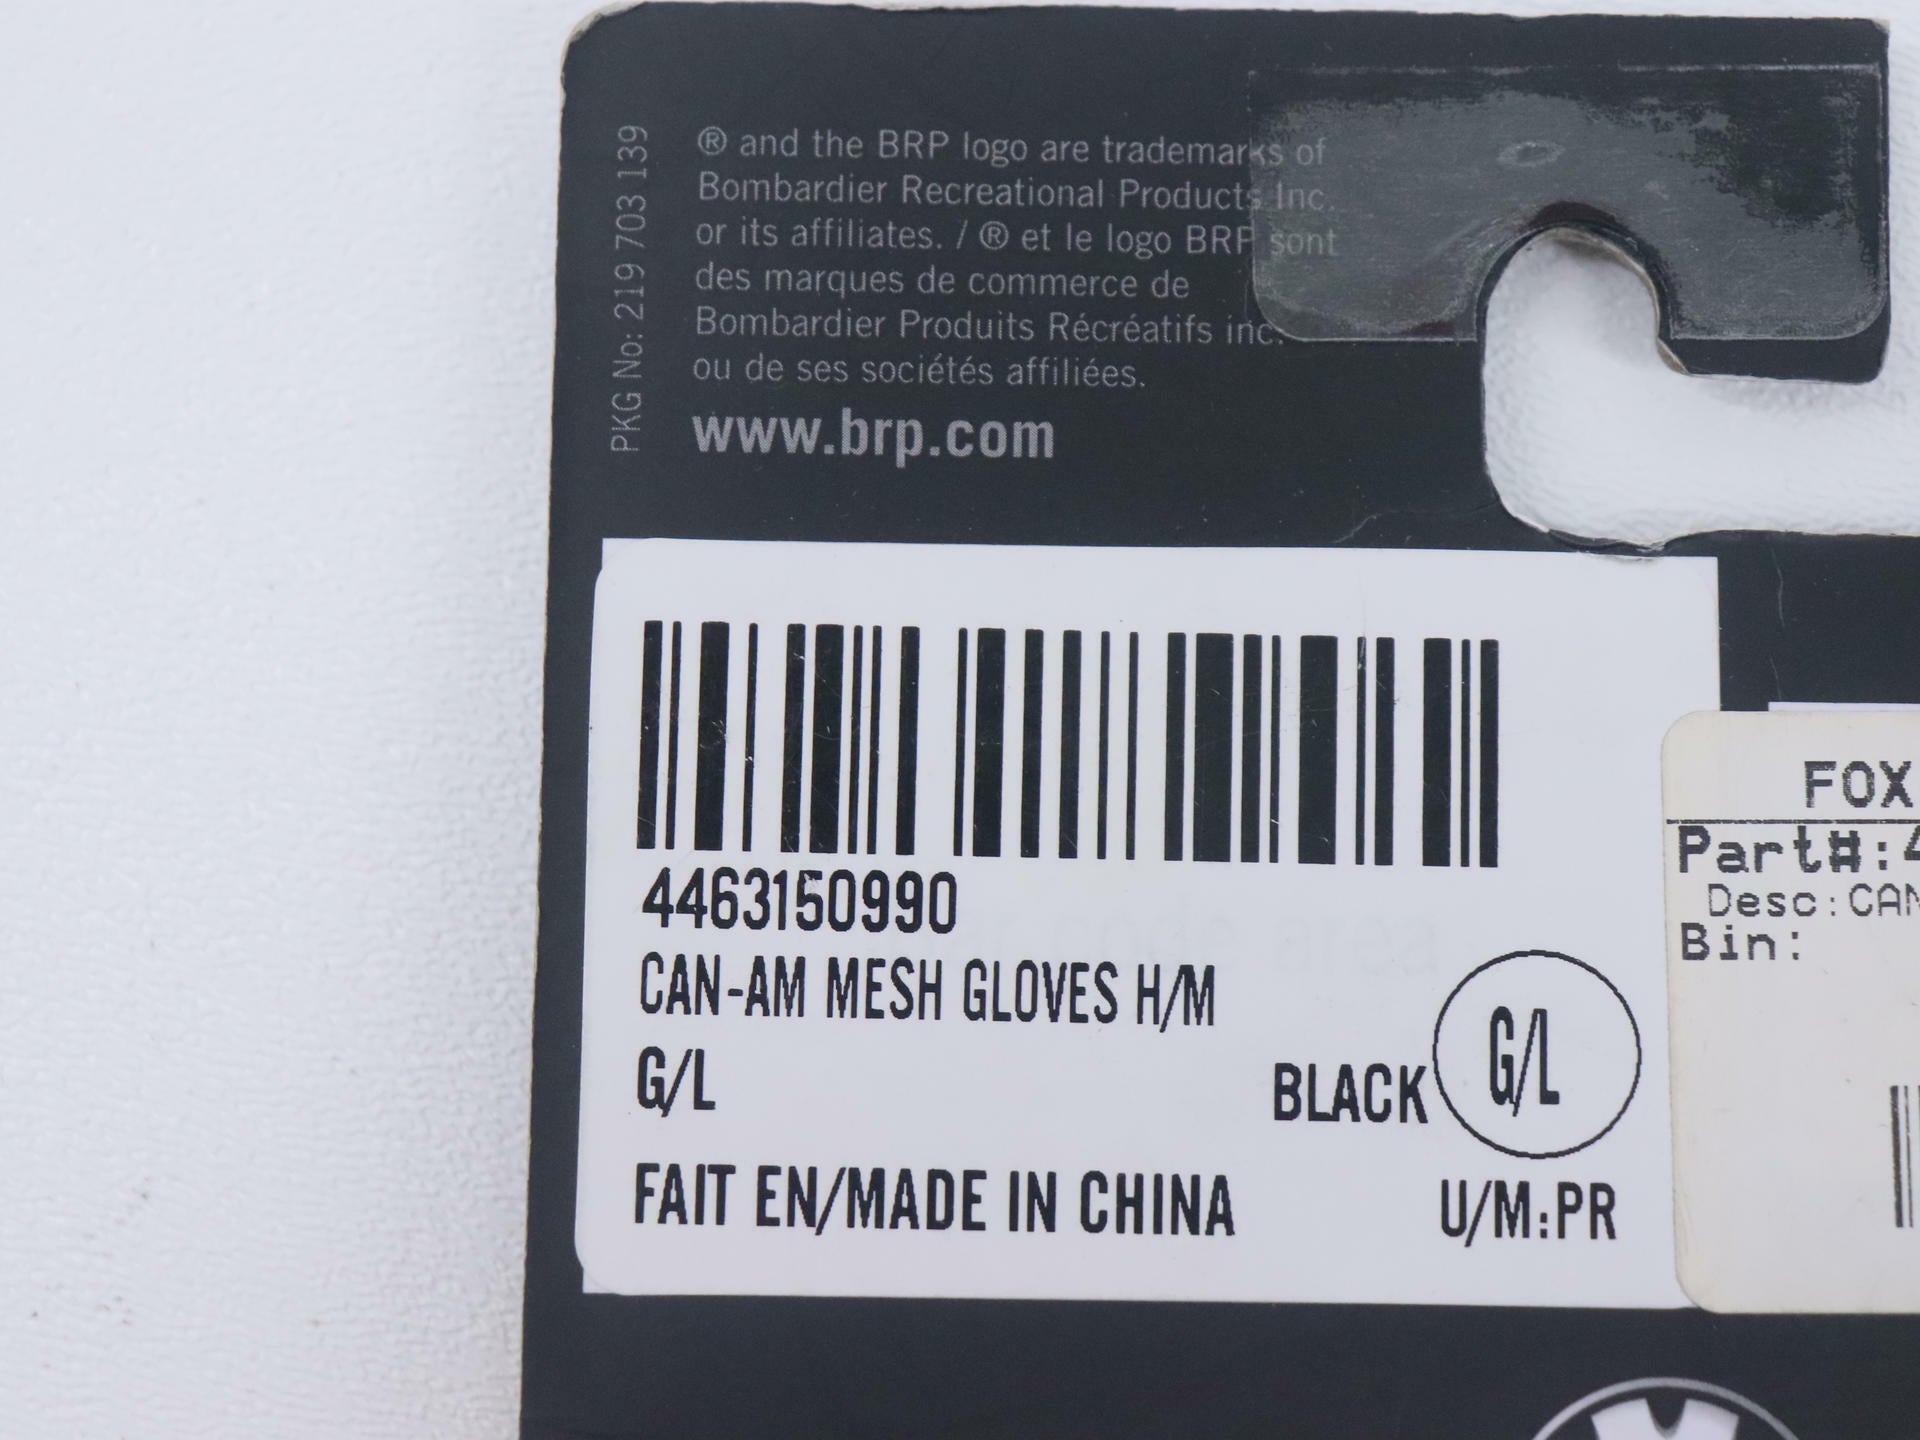 PKG No: 219 703 139
® and the BRP logo are trademarks of
Bombardier Recreational Products Inc.
or its affiliates. / ® et le logo BRP sont
des marques de commerce de
Bombardier Produits Récréatifs inc.
ou de ses sociétés affiliées.
www.brp.com
4463150990
CAN-AM MESH GLOVES H/M
G/L
BLACK
G/L
FAIT EN/MADE IN CHINA
U/M:PR
FOX
Part#:4
Desc:CAN
Bin: